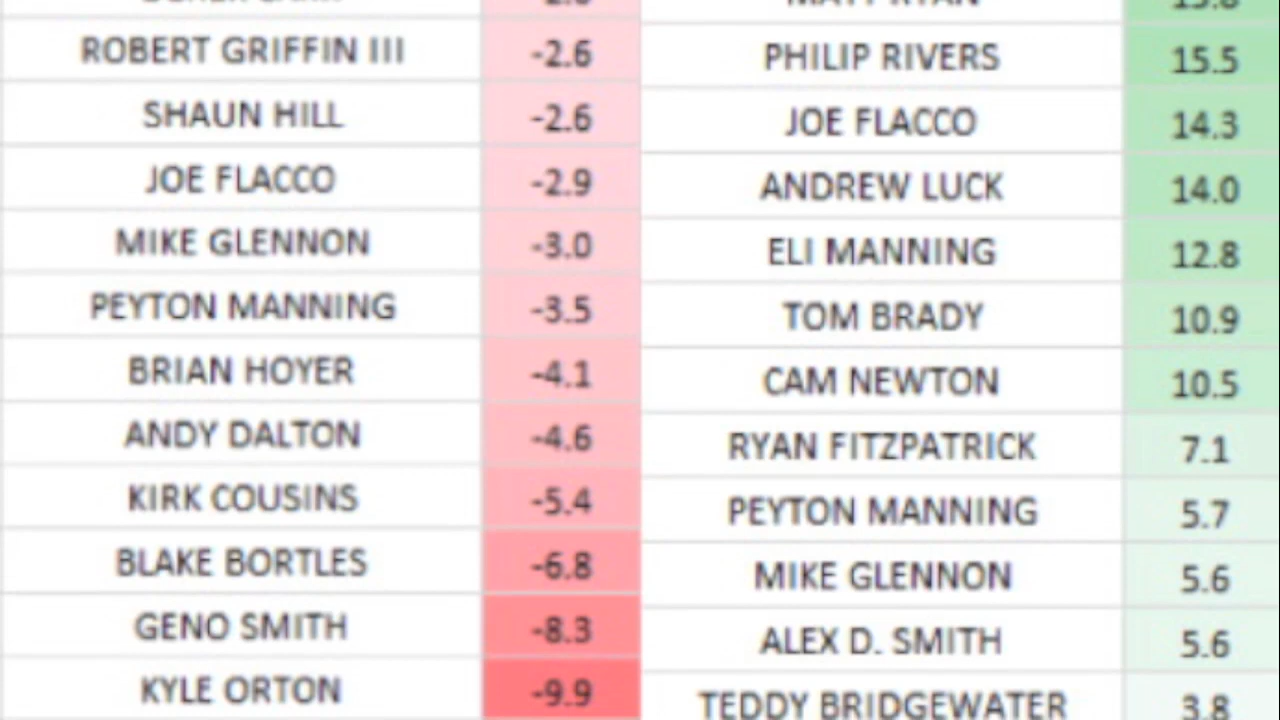 MATT RYAN 15.8
ROBERT GRIFFIN III -2.6 PHILIP RIVERS 15.5
SHAUN HILL -2.6 JOE FLACCO 14.3
JOE FLACCO -2.9 ANDREW LUCK 14.0
MIKE GLENNON -3.0 ELI MANNING 12.8
PEYTON MANNING -3.5 TOM BRADY 10.9
BRIAN HOYER -4.1 CAM NEWTON 10.5
ANDY DALTON -4.6 RYAN FITZPATRICK 7.1
KIRK COUSINS -5.4 PEYTON MANNING 5.7
BLAKE BORTLES -6.8 MIKE GLENNON 5.6
GENO SMITH -8.3 ALEX D. SMITH 5.6
KYLE ORTON -9.9 TEDDY BRIDGEWATER 3.8